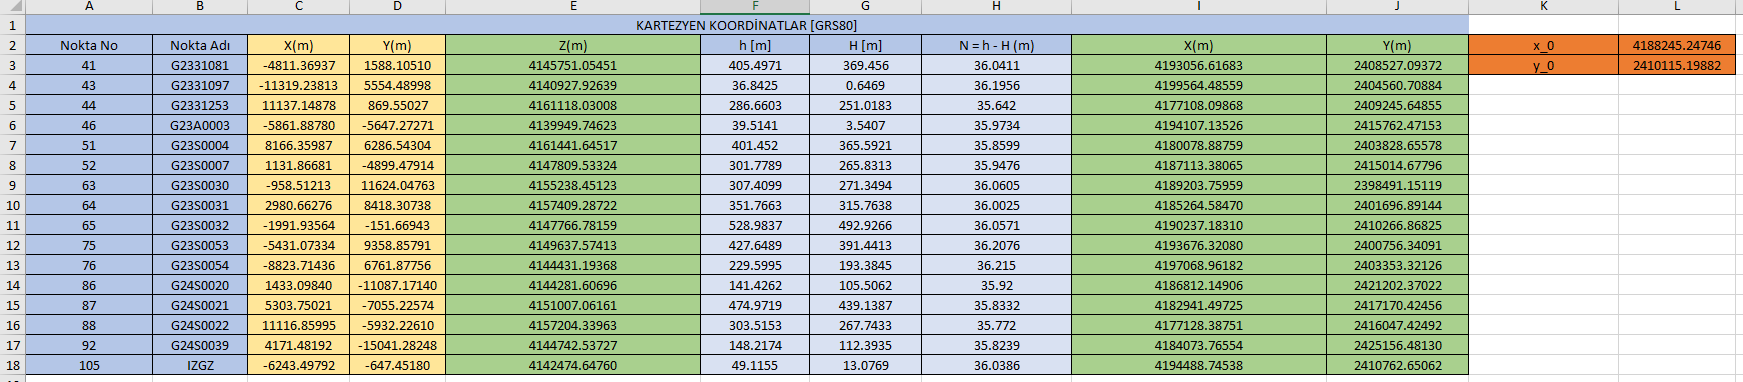 A B C D E F G H I J K L
1 KARTEZYEN KOORDİNATLAR [GRS80]
2 Nokta No Nokta Adı X(m) Y(m) Z(m) h [m] H [m] N = h - H (m) X(m) Y(m) x_0 4188245.24746
3 41 G2331081 -4811.36937 1588.10510 4145751.05451 405.4971 369.456 36.0411 4193056.61683 2408527.09372 y_0 2410115.19882
4 43 G2331097 -11319.23813 5554.48998 4140927.92639 36.8425 0.6469 36.1956 4199564.48559 2404560.70884
5 44 G2331253 11137.14878 869.55027 4161118.03008 286.6603 251.0183 35.642 4177108.09868 2409245.64855
6 46 G23A0003 -5861.88780 -5647.27271 4139949.74623 39.5141 3.5407 35.9734 4194107.13526 2415762.47153
7 51 G23S0004 8166.35987 6286.54304 4161441.64517 401.452 365.5921 35.8599 4180078.88759 2403828.65578
8 52 G23S0007 1131.86681 -4899.47914 4147809.53324 301.7789 265.8313 35.9476 4187113.38065 2415014.67796
9 63 G23S0030 -958.51213 11624.04763 4155238.45123 307.4099 271.3494 36.0605 4189203.75959 2398491.15119
10 64 G23S0031 2980.66276 8418.30738 4157409.28722 351.7663 315.7638 36.0025 4185264.58470 2401696.89144
11 65 G23S0032 -1991.93564 -151.66943 4147766.78159 528.9837 492.9266 36.0571 4190237.18310 2410266.86825
12 75 G23S0053 -5431.07334 9358.85791 4149637.57413 427.6489 391.4413 36.2076 4193676.32080 2400756.34091
13 76 G23S0054 -8823.71436 6761.87756 4144431.19368 229.5995 193.3845 36.215 4197068.96182 2403353.32126
14 86 G24S0020 1433.09840 -11087.17140 4144281.60696 141.4262 105.5062 35.92 4186812.14906 2421202.37022
15 87 G24S0021 5303.75021 -7055.22574 4151007.06161 474.9719 439.1387 35.8332 4182941.49725 2417170.42456
16 88 G24S0022 11116.85995 -5932.22610 4157204.33963 303.5153 267.7433 35.772 4177128.38751 2416047.42492
17 92 G24S0039 4171.48192 -15041.28248 4144742.53727 148.2174 112.3935 35.8239 4184073.76554 2425156.48130
18 105 IZGZ -6243.49792 -647.45180 4142474.64760 49.1155 13.0769 36.0386 4194488.74538 2410762.65062